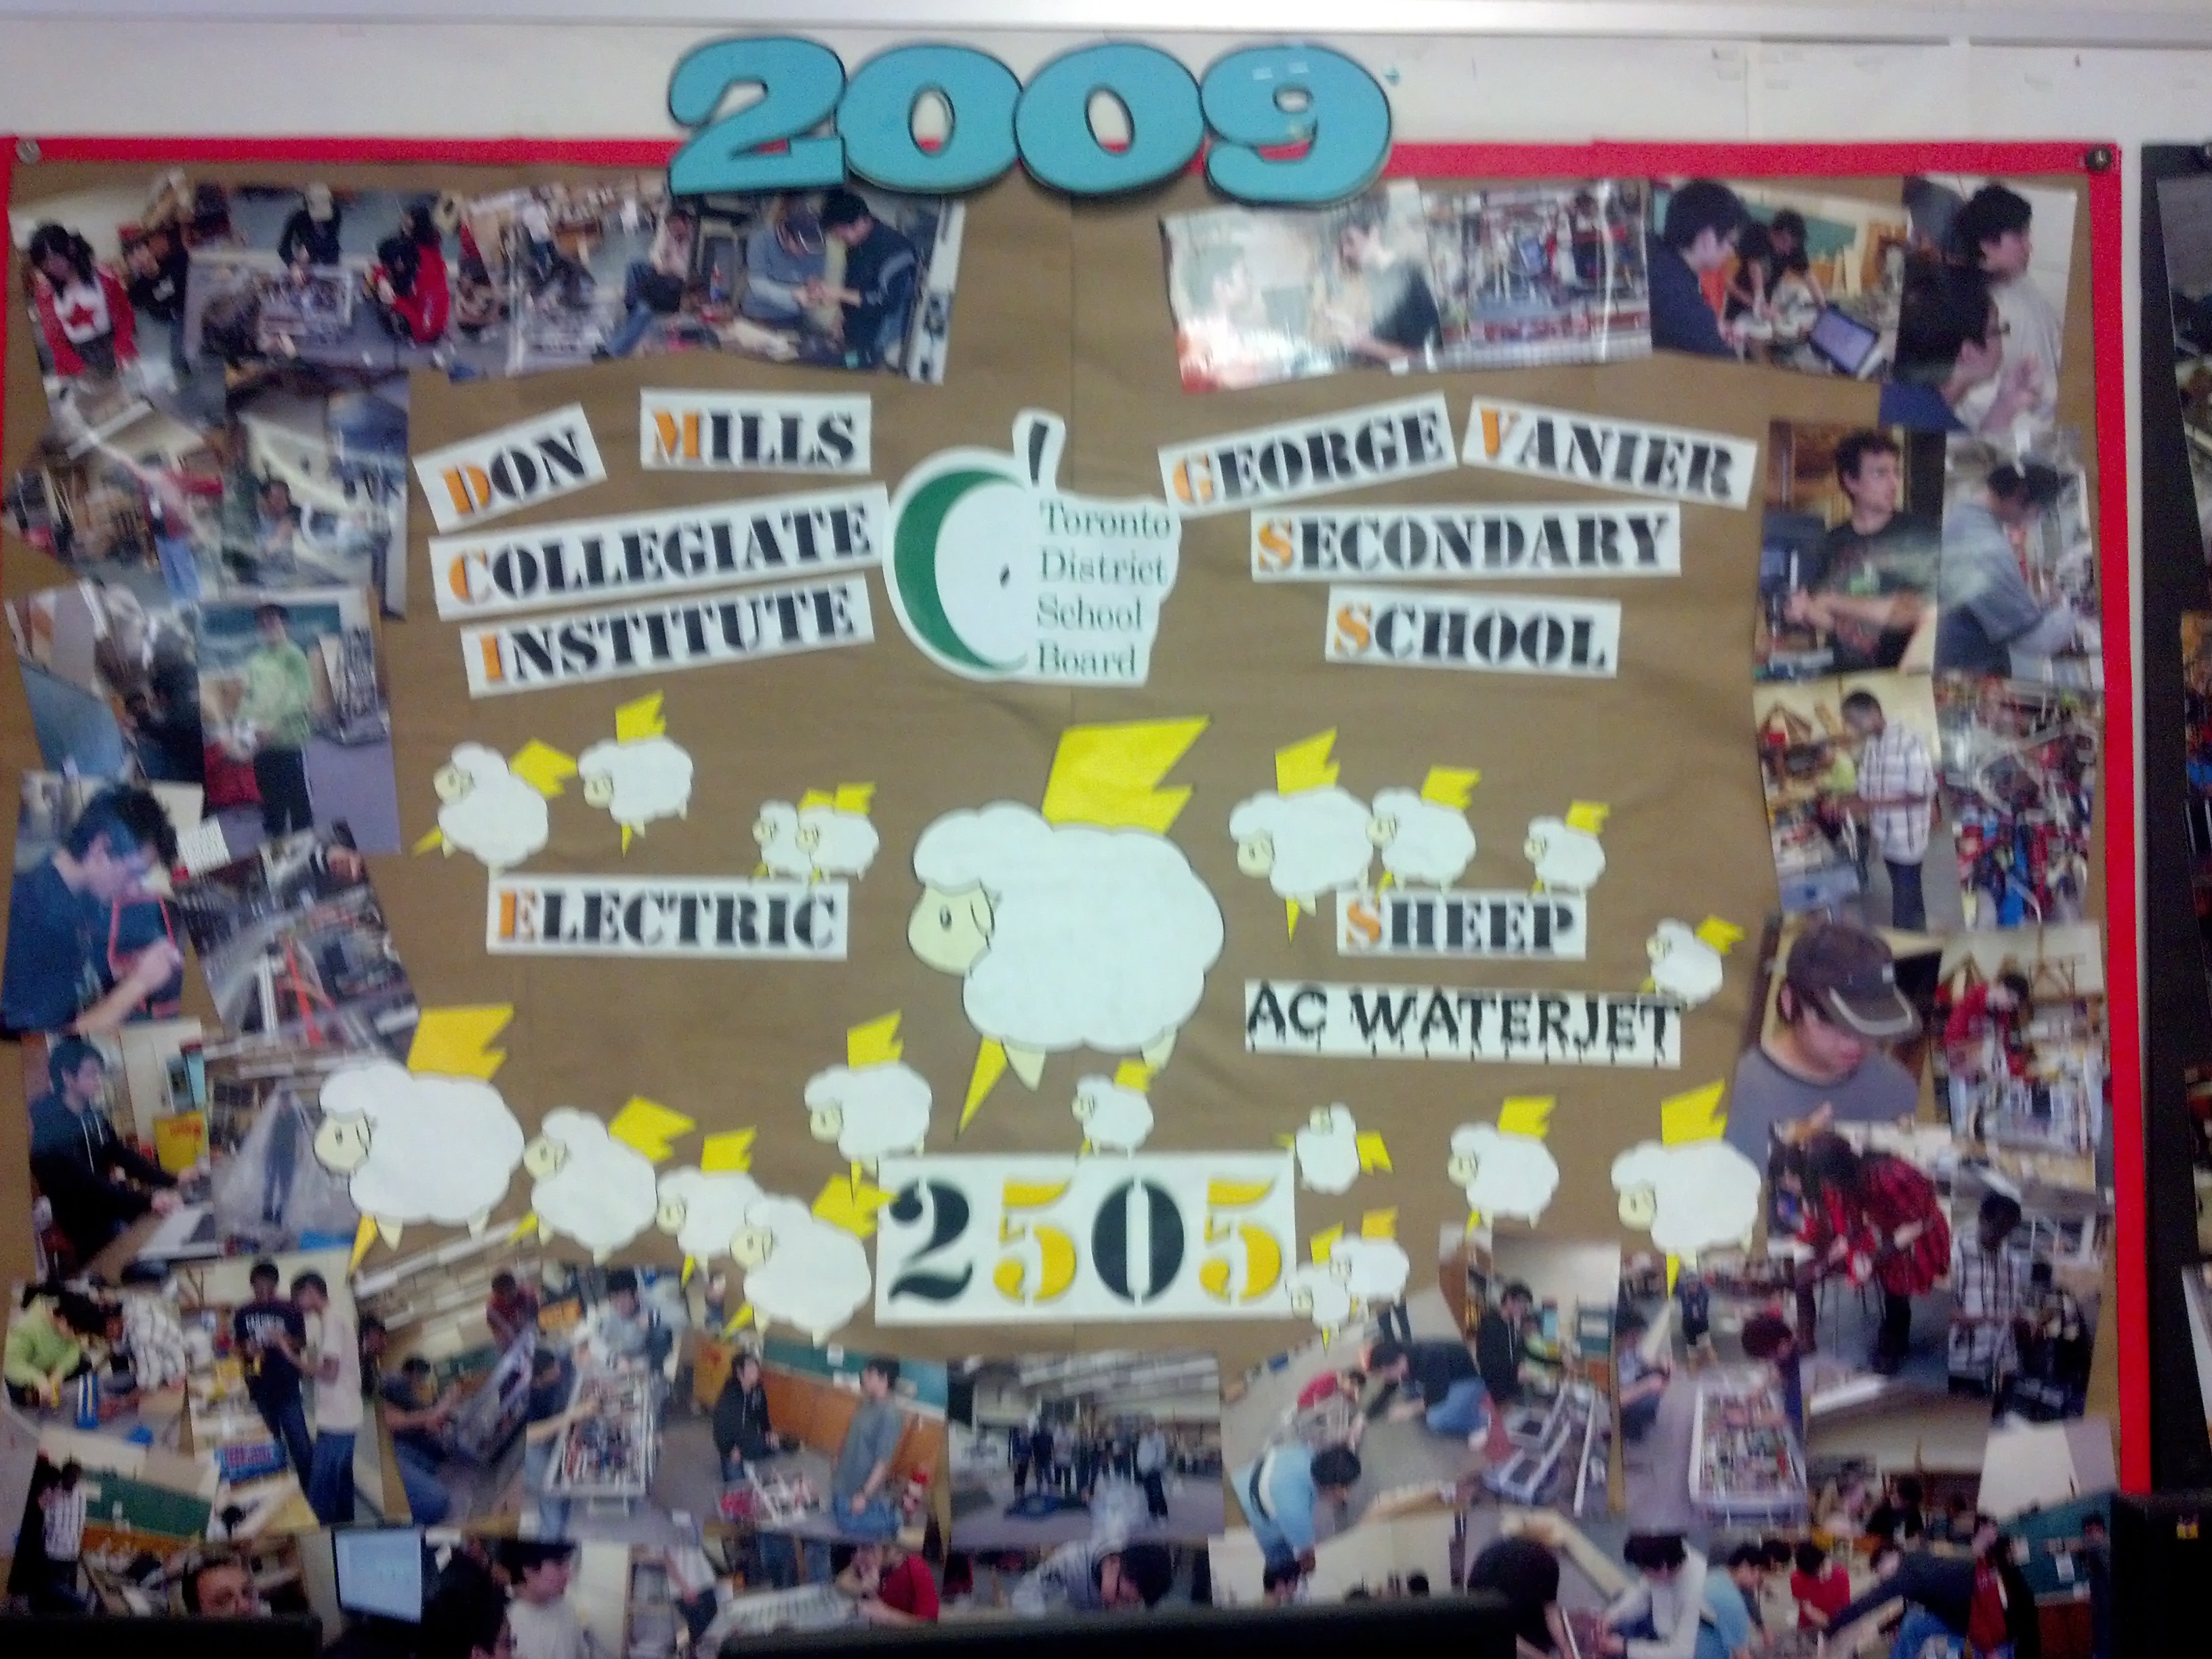 2009
DON MILLS
COLLEGIATE
INSTITUTE
Toronto
District
School
Board
GEORGE VANIER
SECONDARY
SCHOOL
ELECTRIC
SHEEP
AC WATERJET
2505